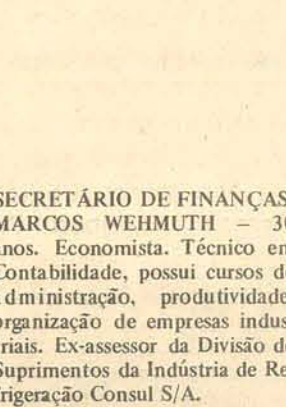 SECRETÁRIO DE FINANÇAS
MARCOS WEHMUTH – 30
anos. Economista. Técnico em
Contabilidade, possui cursos de
administração, produtividade
organização de empresas indus
triais. Ex-assessor da Divisão de
Suprimentos da Indústria de Re
frigeração Consul S/A.